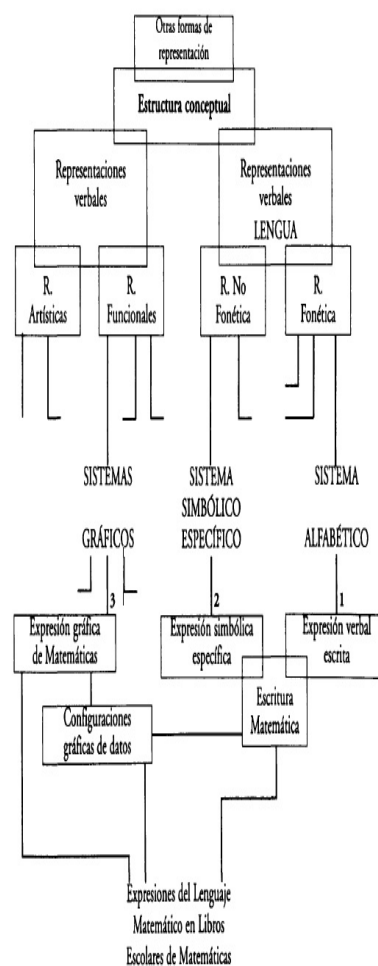 Otras formas de
representación
Estructura conceptual
Representaciones
verbales
Representaciones
verbales
LENGUA
R.
Artísticas
R.
Funcionales
R. No
Fonética
R.
Fonética
SISTEMAS
GRÁFICOS
SISTEMA
SIMBÓLICO
ESPECÍFICO
SISTEMA
ALFABÉTICO
3
2
1
Expresión gráfica
de Matemáticas
Expresión simbólica
específica
Expresión verbal
escrita
Configuraciones
gráficas de datos
Escritura
Matemática
Expresiones del Lenguaje
Matemático en Libros
Escolares de Matemáticas